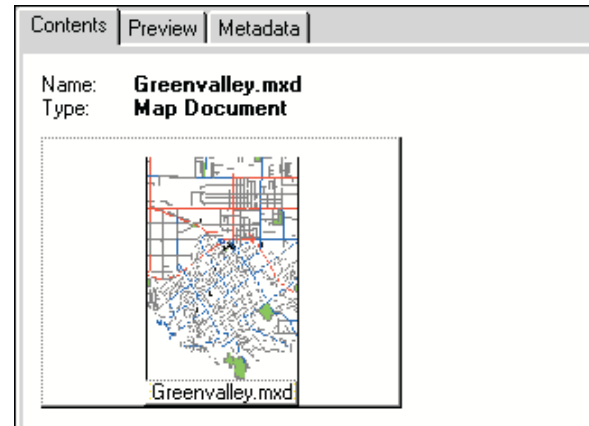 Contents Preview Metadata
Name: Greenvalley.mxd
Type: Map Document
Greenvalley.mxd